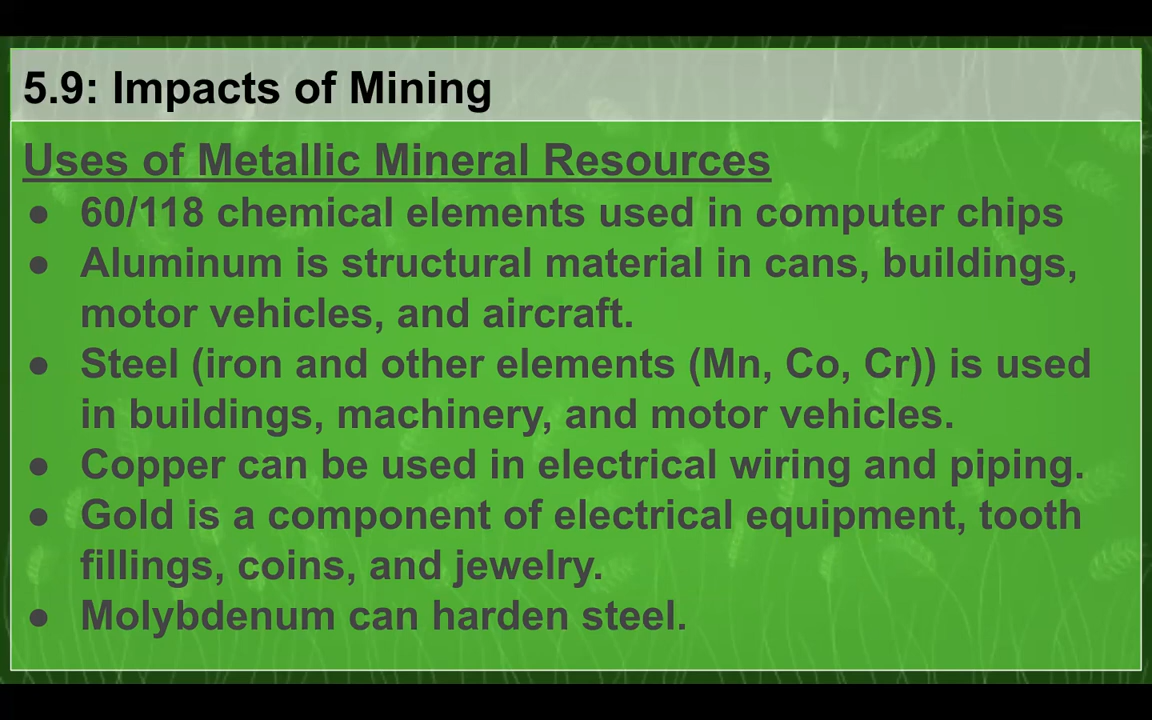 5.9: Impacts of Mining
Uses of Metallic Mineral Resources
● 60/118 chemical elements used in computer chips
● Aluminum is structural material in cans, buildings,
motor vehicles, and aircraft.
● Steel (iron and other elements (Mn, Co, Cr)) is used
in buildings, machinery, and motor vehicles.
● Copper can be used in electrical wiring and piping.
● Gold is a component of electrical equipment, tooth
fillings, coins, and jewelry.
● Molybdenum can harden steel.